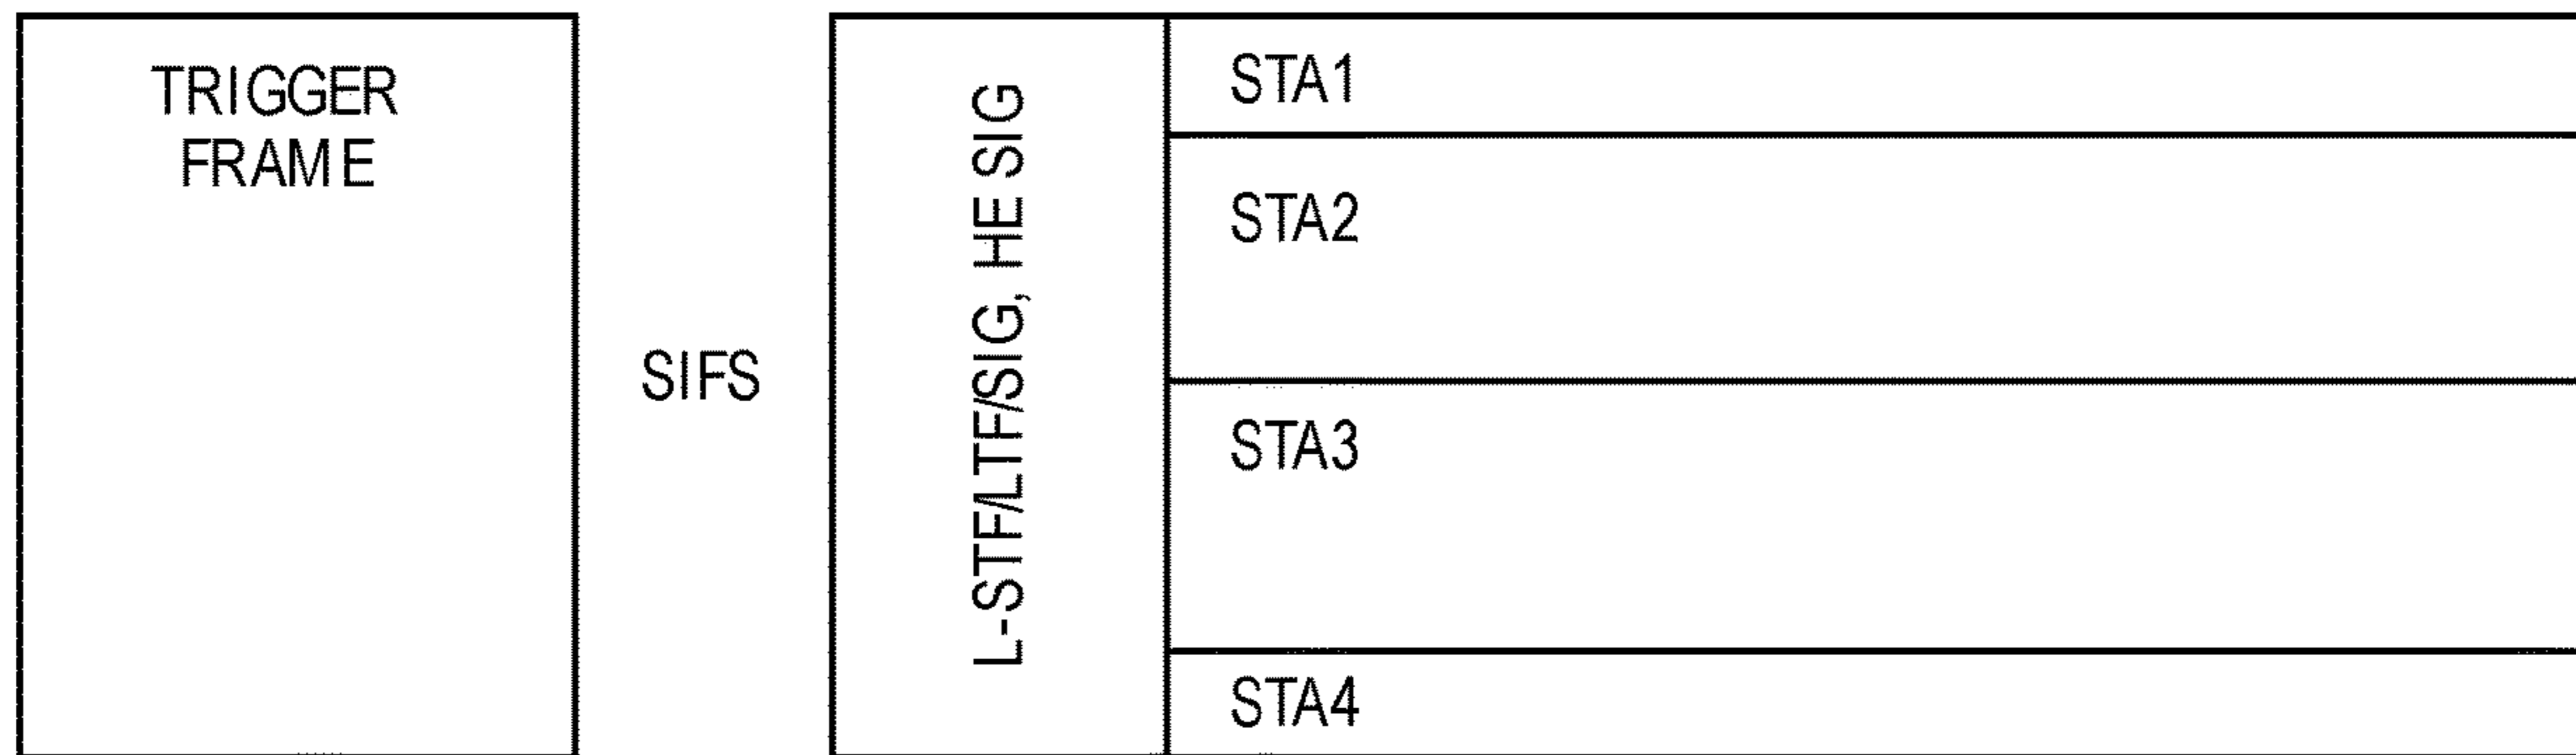 TRIGGER
FRAME
SIFS
L-STF/LTF/SIG, HE SIG
STA1
STA2
STA3
STA4